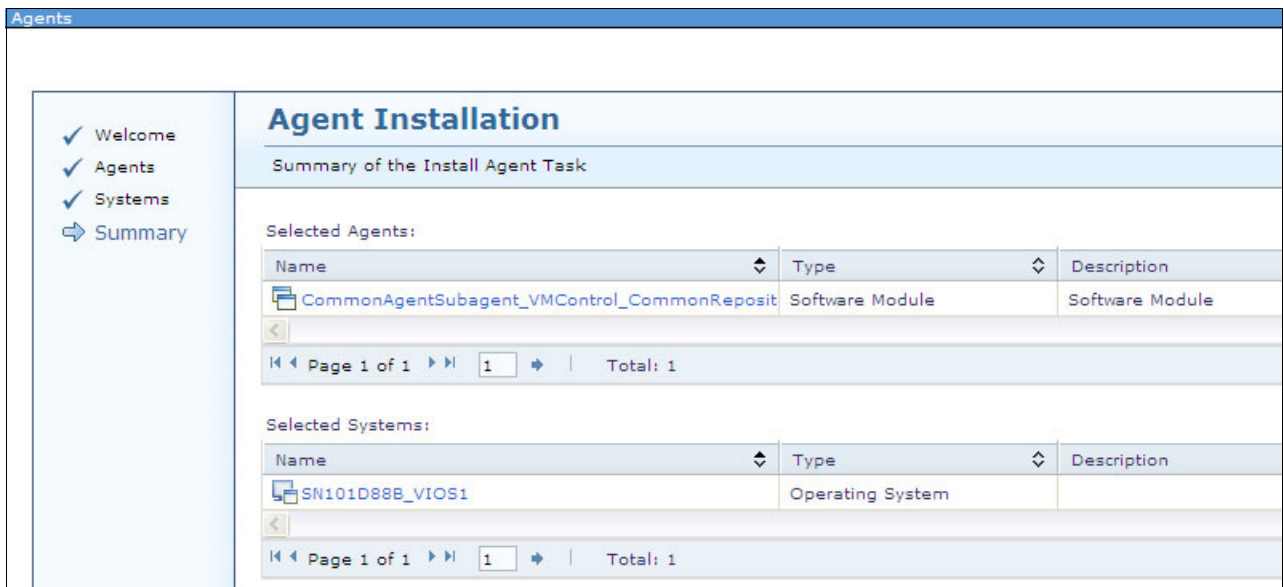 Agents
Welcome
Agents
Systems
Summary
Agent Installation
Summary of the Install Agent Task
Selected Agents:
Name Type Description
CommonAgentSubagent_VMControl_CommonReposit Software Module Software Module
Page 1 of 1 1 Total: 1
Selected Systems:
Name Type Description
SN101D88B_VIOS1 Operating System
Page 1 of 1 1 Total: 1